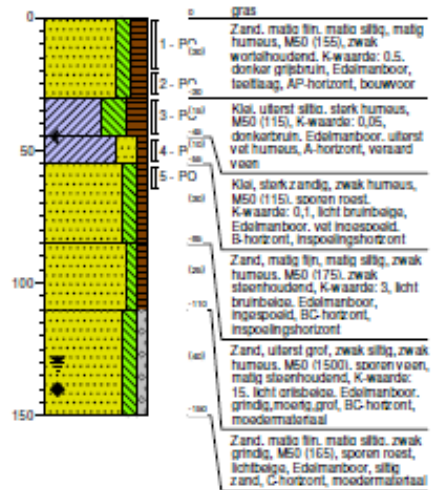 0
gras
Zand, matig fijn, matig siltig, matig
humeus, M50 (155), zwak
wortelhoudend, K-waarde: 0.5,
donker grijsbruin, Edelmanboor,
teeltlaag, AP-horizont, bouwvoor
Klei, uiterst siltig, sterk humeus,
M50 (115), K-waarde: 0,05,
donkerbruin, Edelmanboor, uiterst
vet humeus, A-horizont, veraard
veen
Klei, sterk zandig, zwak humeus,
M50 (115), sporen roest,
K-waarde: 0,1, licht bruinbeige,
Edelmanboor, vet ingespoeld,
B-horizont, inspoelingshorizont
Zand, matig fijn, matig siltig, zwak
humeus, M50 (175), zwak
steenhoudend, K-waarde: 3, licht
bruinbeige, Edelmanboor,
ingespoeld, BC-horizont,
inspoelingshorizont
Zand, uiterst grof, zwak siltig, zwak
humeus, M50 (1500), sporen veen,
matig steenhoudend, K-waarde:
15, licht grijsbeige, Edelmanboor,
grindig,moerig,grof, BC-horizont,
moedermateriaal
Zand, matig fijn, matig siltig, zwak
grindig, M50 (165), sporen roest,
lichtbeige, Edelmanboor, siltig
zand, C-horizont, moedermateriaal
0
50
100
150
1 - PO
2 - PO
3 - PO
4 - P
5 - PO
(30)
-30
(30)
(25)
-110
(40)
-150